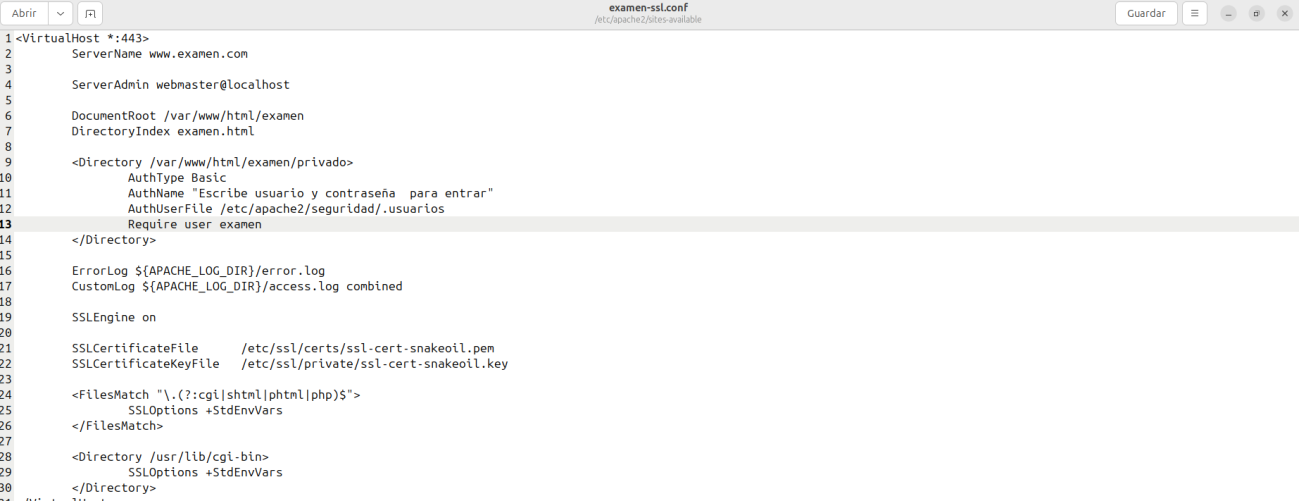 Abrir
examen-ssl.conf
/etc/apache2/sites-available
Guardar
1 <VirtualHost *:443>
2 ServerName www.examen.com
3
4 ServerAdmin webmaster@localhost
5
6 DocumentRoot /var/www/html/examen
7 DirectoryIndex examen.html
8
9 <Directory /var/www/html/examen/privado>
10 AuthType Basic
11 AuthName "Escribe usuario y contraseña  para entrar"
12 AuthUserFile /etc/apache2/seguridad/.usuarios
13 Require user examen
14 </Directory>
15
16 ErrorLog ${APACHE_LOG_DIR}/error.log
17 CustomLog ${APACHE_LOG_DIR}/access.log combined
18
19 SSLEngine on
20
21 SSLCertificateFile      /etc/ssl/certs/ssl-cert-snakeoil.pem
22 SSLCertificateKeyFile   /etc/ssl/private/ssl-cert-snakeoil.key
23
24 <FilesMatch "\.(?:cgi|shtml|phtml|php)$">
25 SSLOptions +StdEnvVars
26 </FilesMatch>
27
28 <Directory /usr/lib/cgi-bin>
29 SSLOptions +StdEnvVars
30 </Directory>